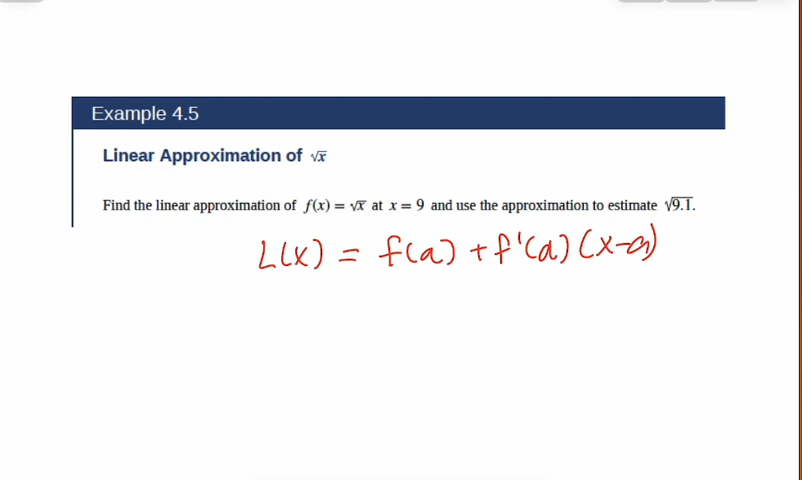 Example 4.5
Linear Approximation of √x
Find the linear approximation of f(x) = √x at x = 9 and use the approximation to estimate √9.1.
L(x) = f(a) + f'(a) (x-a)